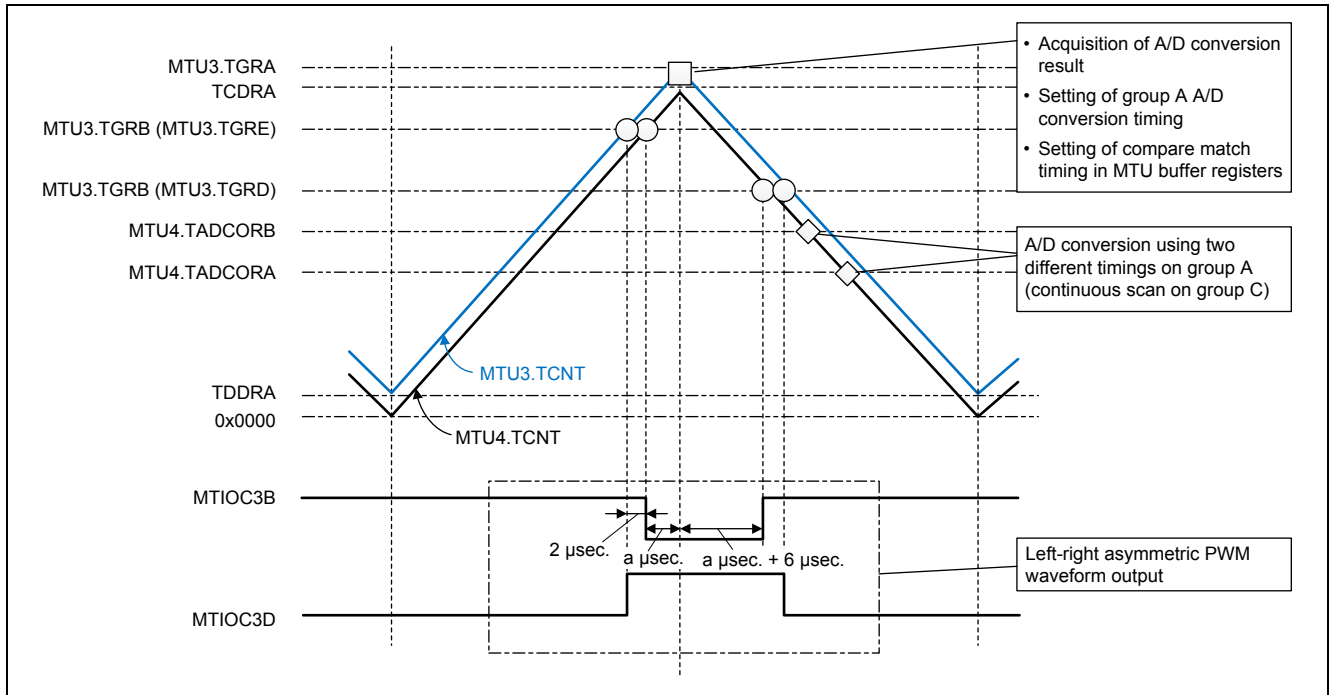 MTU3.TGRA
TCDRA
MTU3.TGRB (MTU3.TGRE)
MTU3.TGRB (MTU3.TGRD)
MTU4.TADCORB
MTU4.TADCORA
TDDRA
0x0000
MTU3.TCNT
MTU4.TCNT
• Acquisition of A/D conversion
result
• Setting of group A A/D
conversion timing
• Setting of compare match
timing in MTU buffer registers
A/D conversion using two
different timings on group A
(continuous scan on group C)
MTIOC3B
2 μsec.
a μsec.
a μsec. + 6 μsec.
MTIOC3D
Left-right asymmetric PWM
waveform output